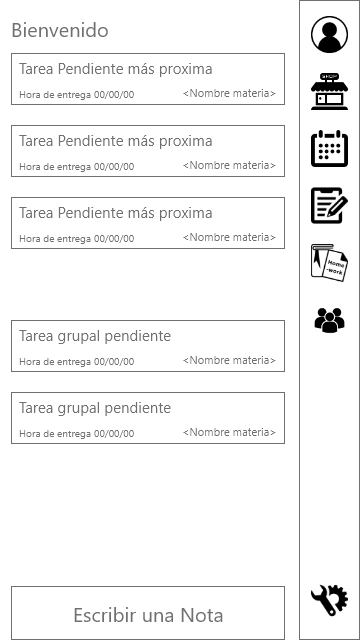 Bienvenido
Tarea Pendiente más proxima
Hora de entrega 00/00/00 <Nombre materia>
Tarea Pendiente más proxima
Hora de entrega 00/00/00 <Nombre materia>
Tarea Pendiente más proxima
Hora de entrega 00/00/00 <Nombre materia>
Tarea grupal pendiente
Hora de entrega 00/00/00 <Nombre materia>
Tarea grupal pendiente
Hora de entrega 00/00/00 <Nombre materia>
Escribir una Nota
SHOP
Home
-work